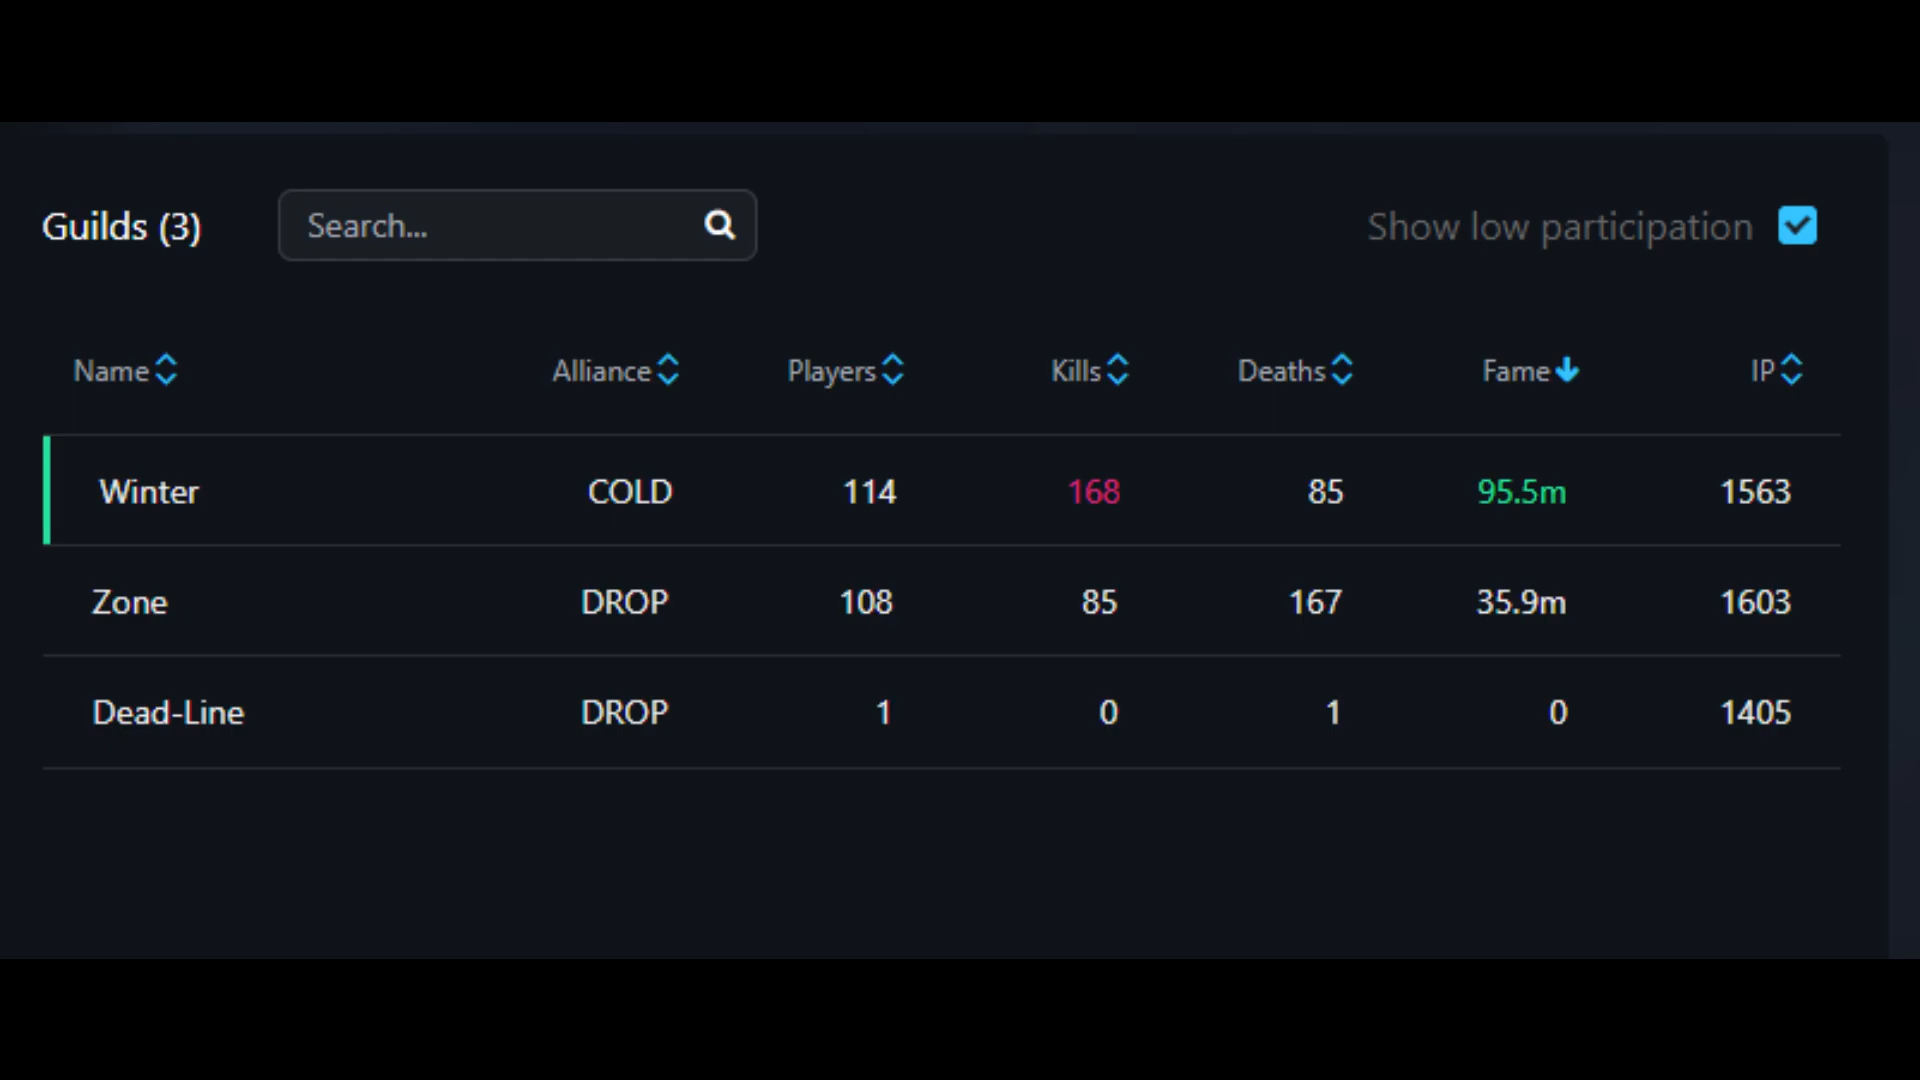 Guilds (3) Search... Show low participation
Name Alliance Players Kills Deaths Fame IP
Winter COLD 114 168 85 95.5m 1563
Zone DROP 108 85 167 35.9m 1603
Dead-Line DROP 1 0 1 0 1405